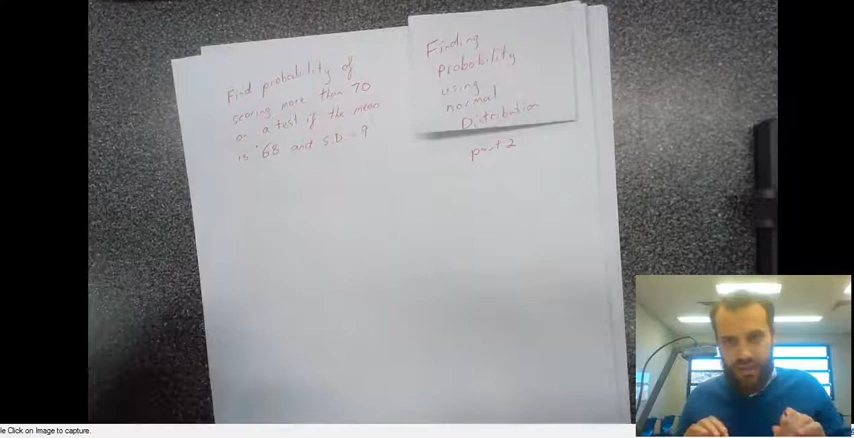 Find probability of
scoring more than 70
on a test if the mean
is 68 and S.D. = 9
Finding
Probability
using
normal
Distribution
part 2
le Click on Image to capture.